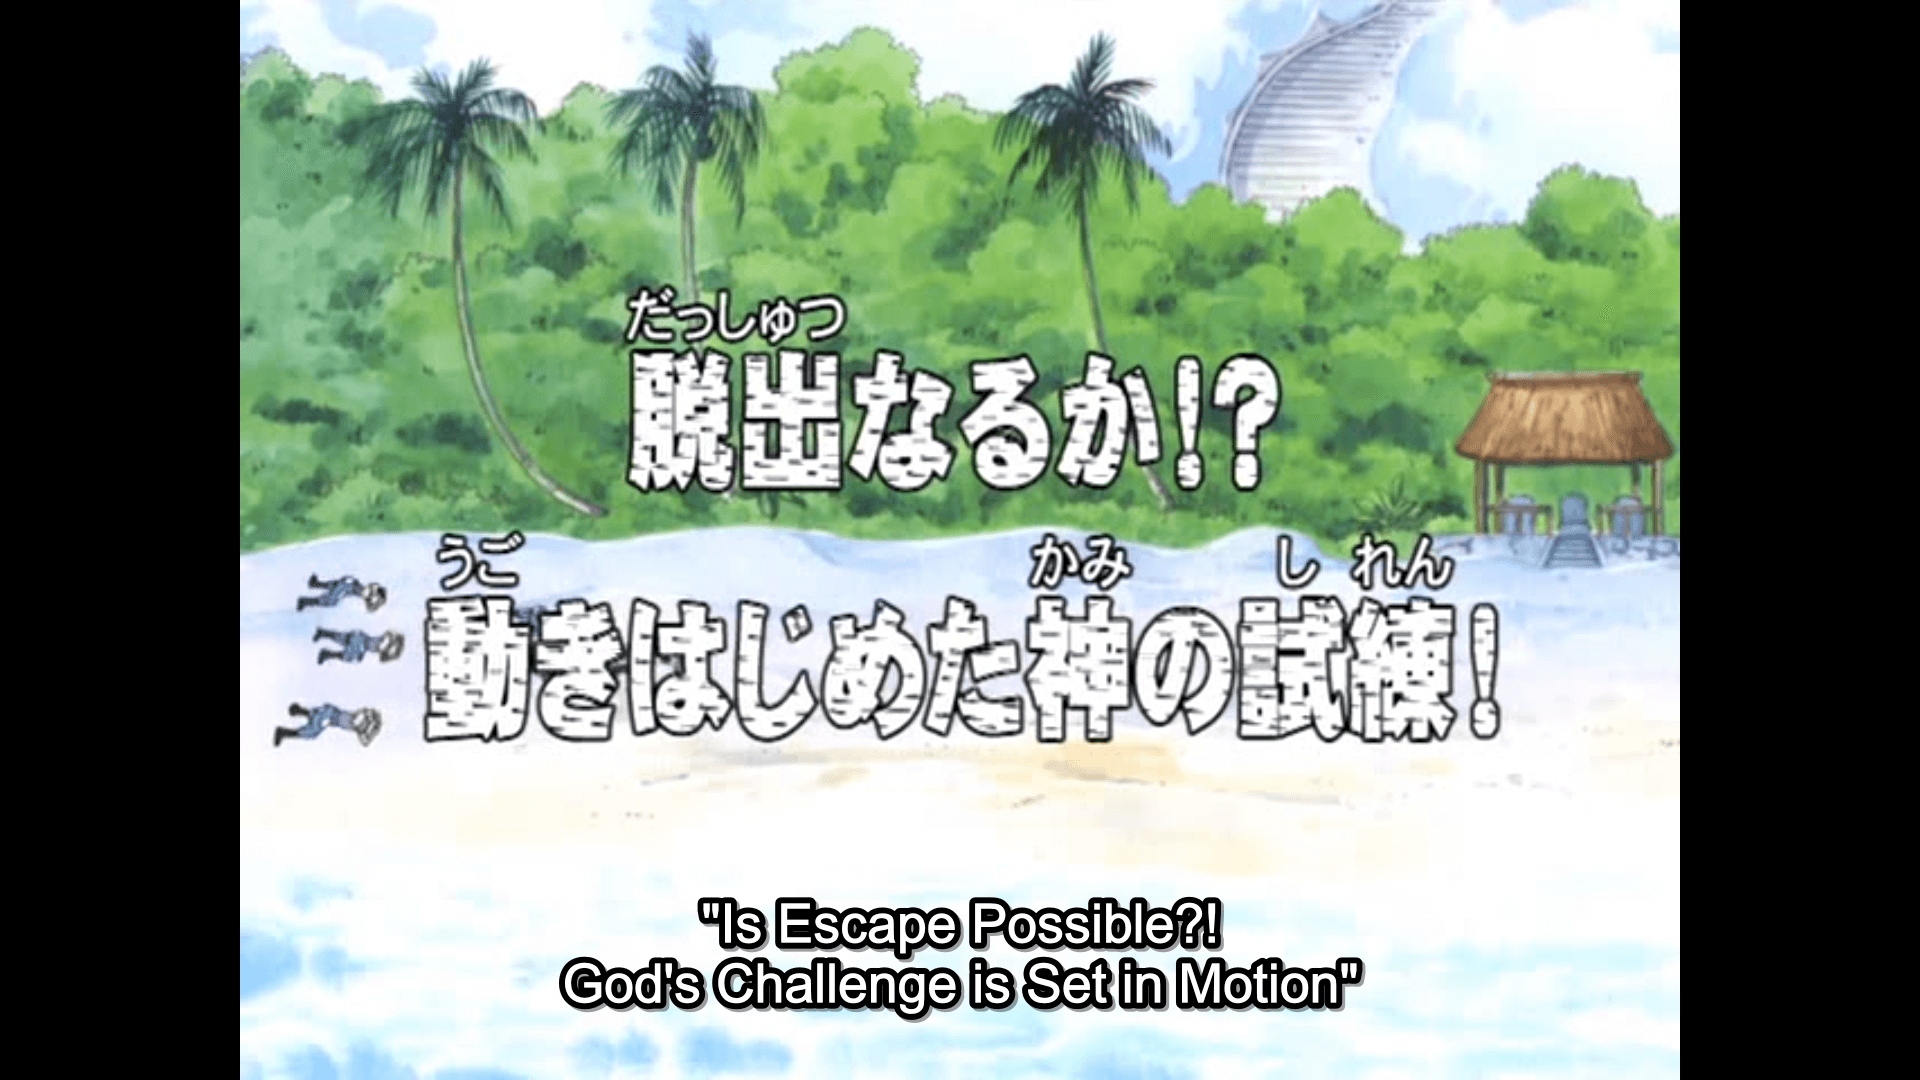 だっしゅつ
脱出なるか!?
うご かみ しれん
動きはじめた神の試練!
"Is Escape Possible?!
God's Challenge is Set in Motion"